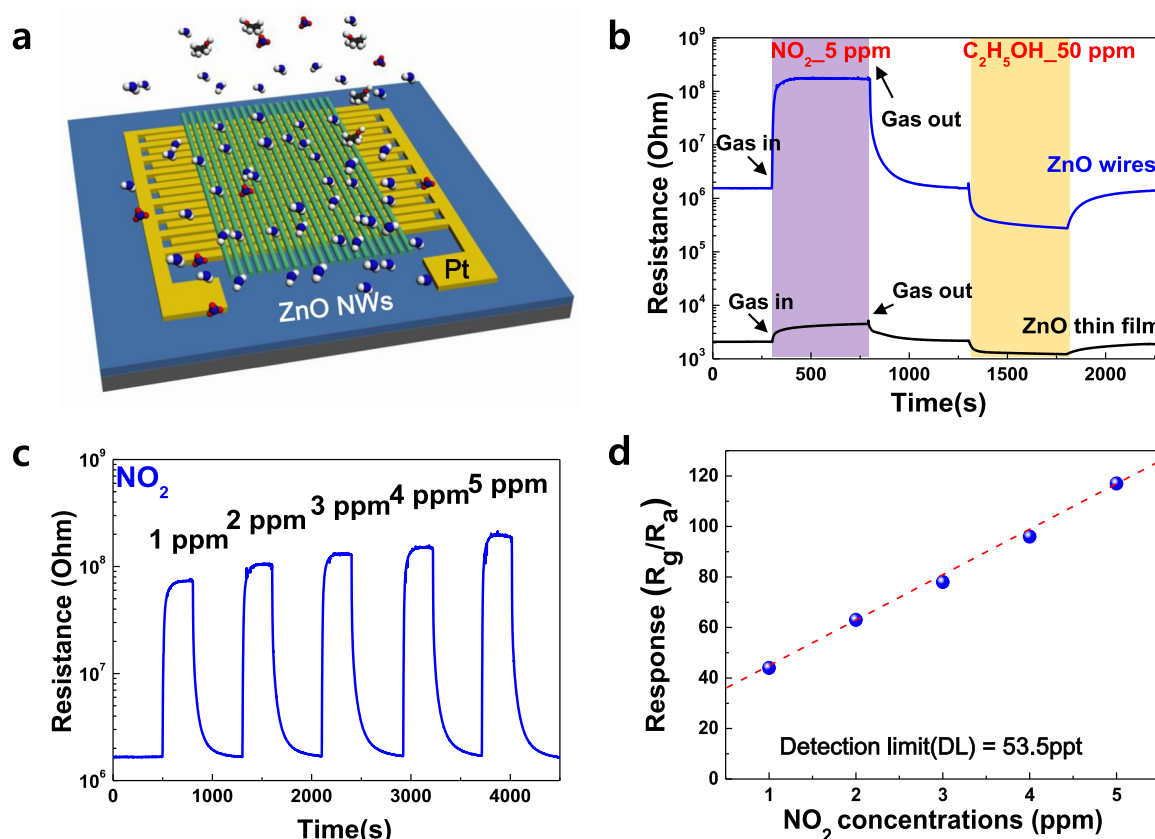 a
Pt
ZnO NWs
b
NO2_5 ppm
C2H5OH_50 ppm
Gas in
Gas out
ZnO wires
Gas in
Gas out
ZnO thin film
Resistance (Ohm)
10^9
10^8
10^7
10^6
10^5
10^4
10^3
0 500 1000 1500 2000
Time(s)
c
NO2
1 ppm
2 ppm
3 ppm
4 ppm
5 ppm
Resistance (Ohm)
10^9
10^8
10^7
10^6
0 1000 2000 3000 4000
Time(s)
d
Response (Rg/Ra)
120
100
80
60
40
20
0
Detection limit(DL) = 53.5ppt
1 2 3 4 5
NO2 concentrations (ppm)